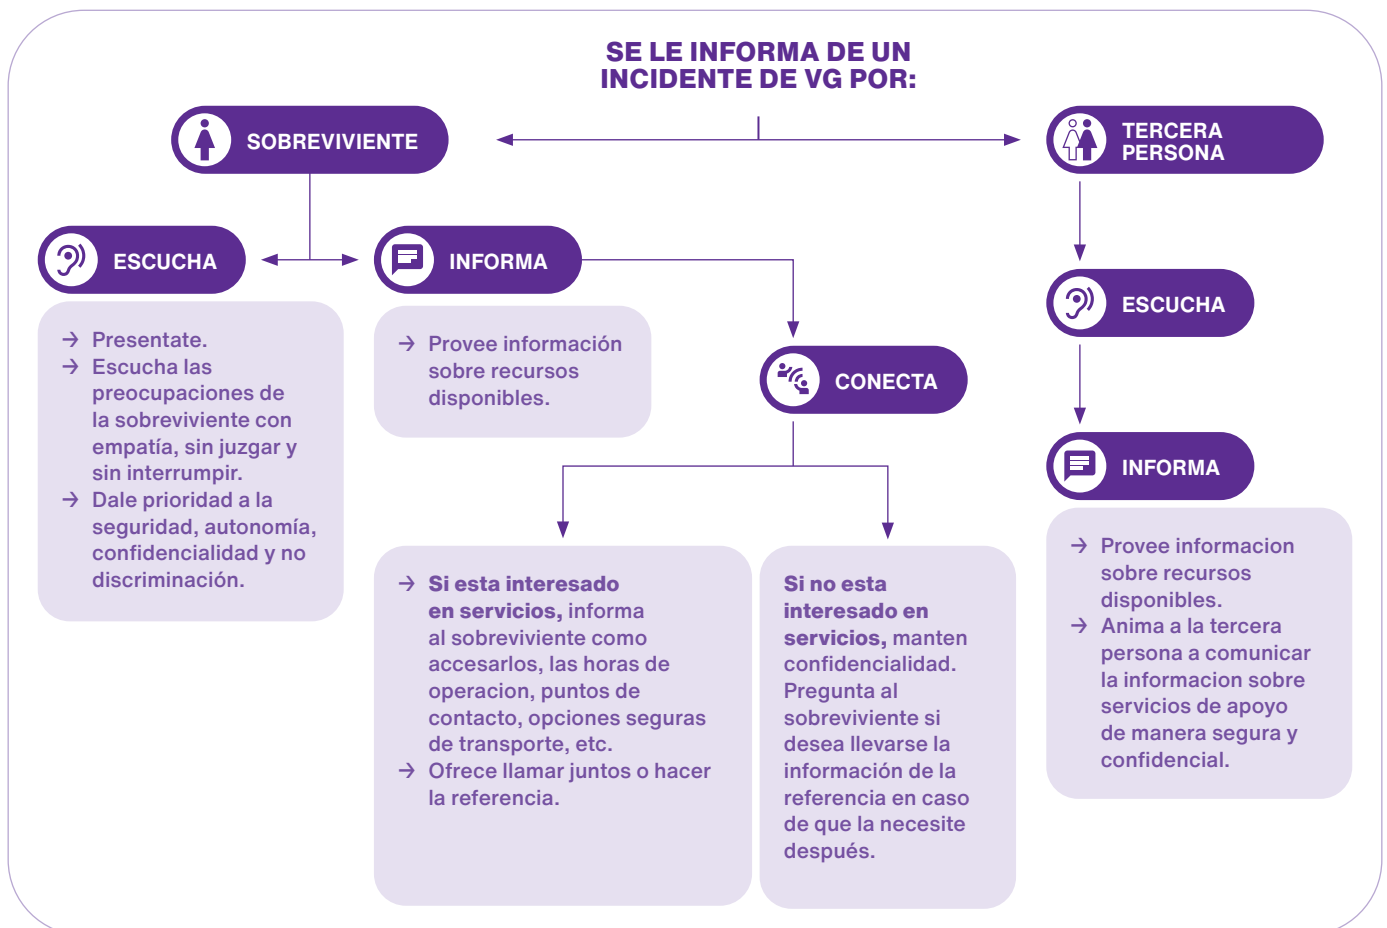 SE LE INFORMA DE UN
INCIDENTE DE VG POR:
SOBREVIVIENTE
TERCERA
PERSONA
ESCUCHA
→ Presentate.
→ Escucha las
preocupaciones de
la sobreviviente con
empatía, sin juzgar y
sin interrumpir.
→ Dale prioridad a la
seguridad, autonomía,
confidencialidad y no
discriminación.
INFORMA
→ Provee información
sobre recursos
disponibles.
CONECTA
→ Si esta interesado
en servicios, informa
al sobreviviente como
accesarlos, las horas de
operacion, puntos de
contacto, opciones seguras
de transporte, etc.
→ Ofrece llamar juntos o hacer
la referencia.
Si no esta
interesado en
servicios, manten
confidencialidad.
Pregunta al
sobreviviente si
desea llevarse la
información de la
referencia en caso
de que la necesite
después.
ESCUCHA
INFORMA
→ Provee informacion
sobre recursos
disponibles.
→ Anima a la tercera
persona a comunicar
la informacion sobre
servicios de apoyo
de manera segura y
confidencial.